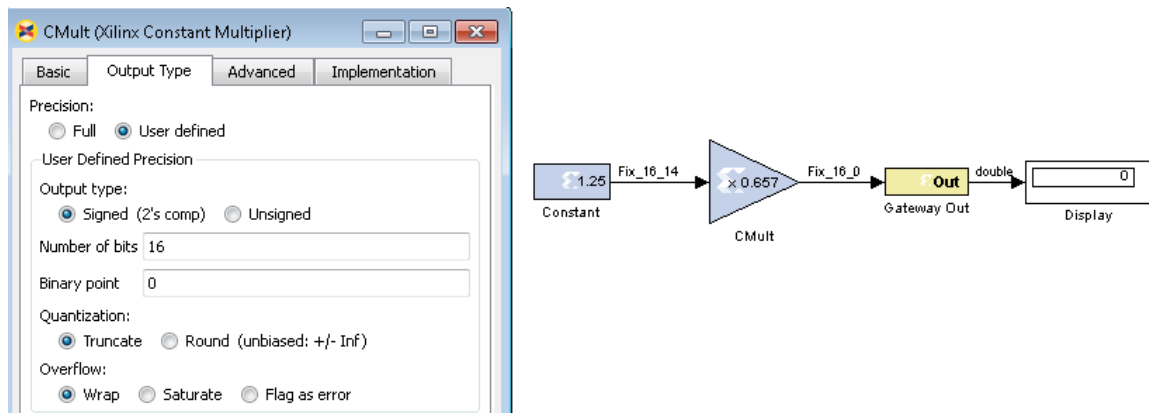 CMult (Xilinx Constant Multiplier)
Basic Output Type Advanced Implementation
Precision:
Full User defined
User Defined Precision
Output type:
Signed (2's comp) Unsigned
Number of bits 16
Binary point 0
Quantization:
Truncate Round (unbiased: +/- Inf)
Overflow:
Wrap Saturate Flag as error
1.25
Constant
Fix_16_14
x 0.657
CMult
Fix_16_0
Out
Gateway Out
double
0
Display